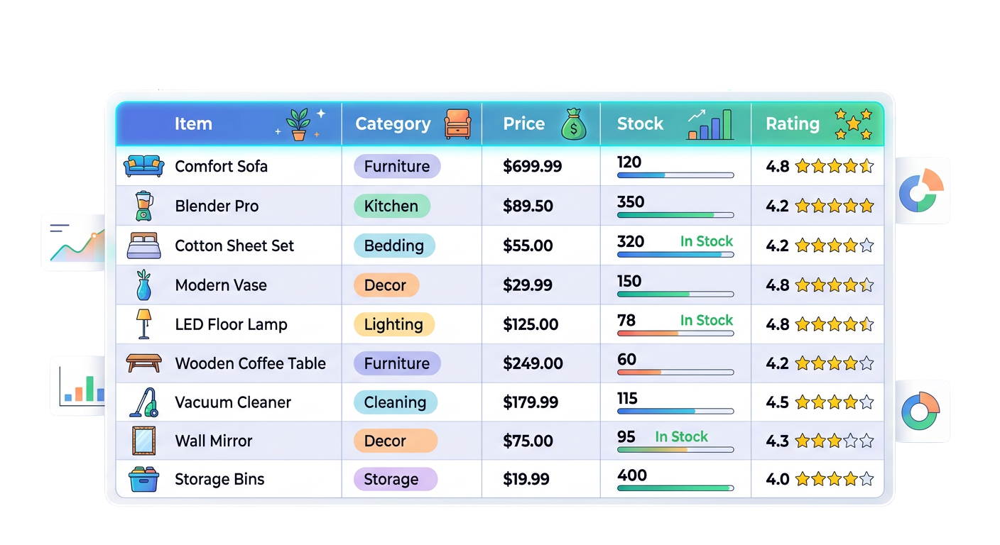 Item Category Price $ Stock Rating
Comfort Sofa Furniture $699.99 120 4.8
Blender Pro Kitchen $89.50 350 4.2
Cotton Sheet Set Bedding $55.00 320 In Stock 4.2
Modern Vase Decor $29.99 150 4.8
LED Floor Lamp Lighting $125.00 78 In Stock 4.8
Wooden Coffee Table Furniture $249.00 60 4.2
Vacuum Cleaner Cleaning $179.99 115 4.5
Wall Mirror Decor $75.00 95 In Stock 4.3
Storage Bins Storage $19.99 400 4.0